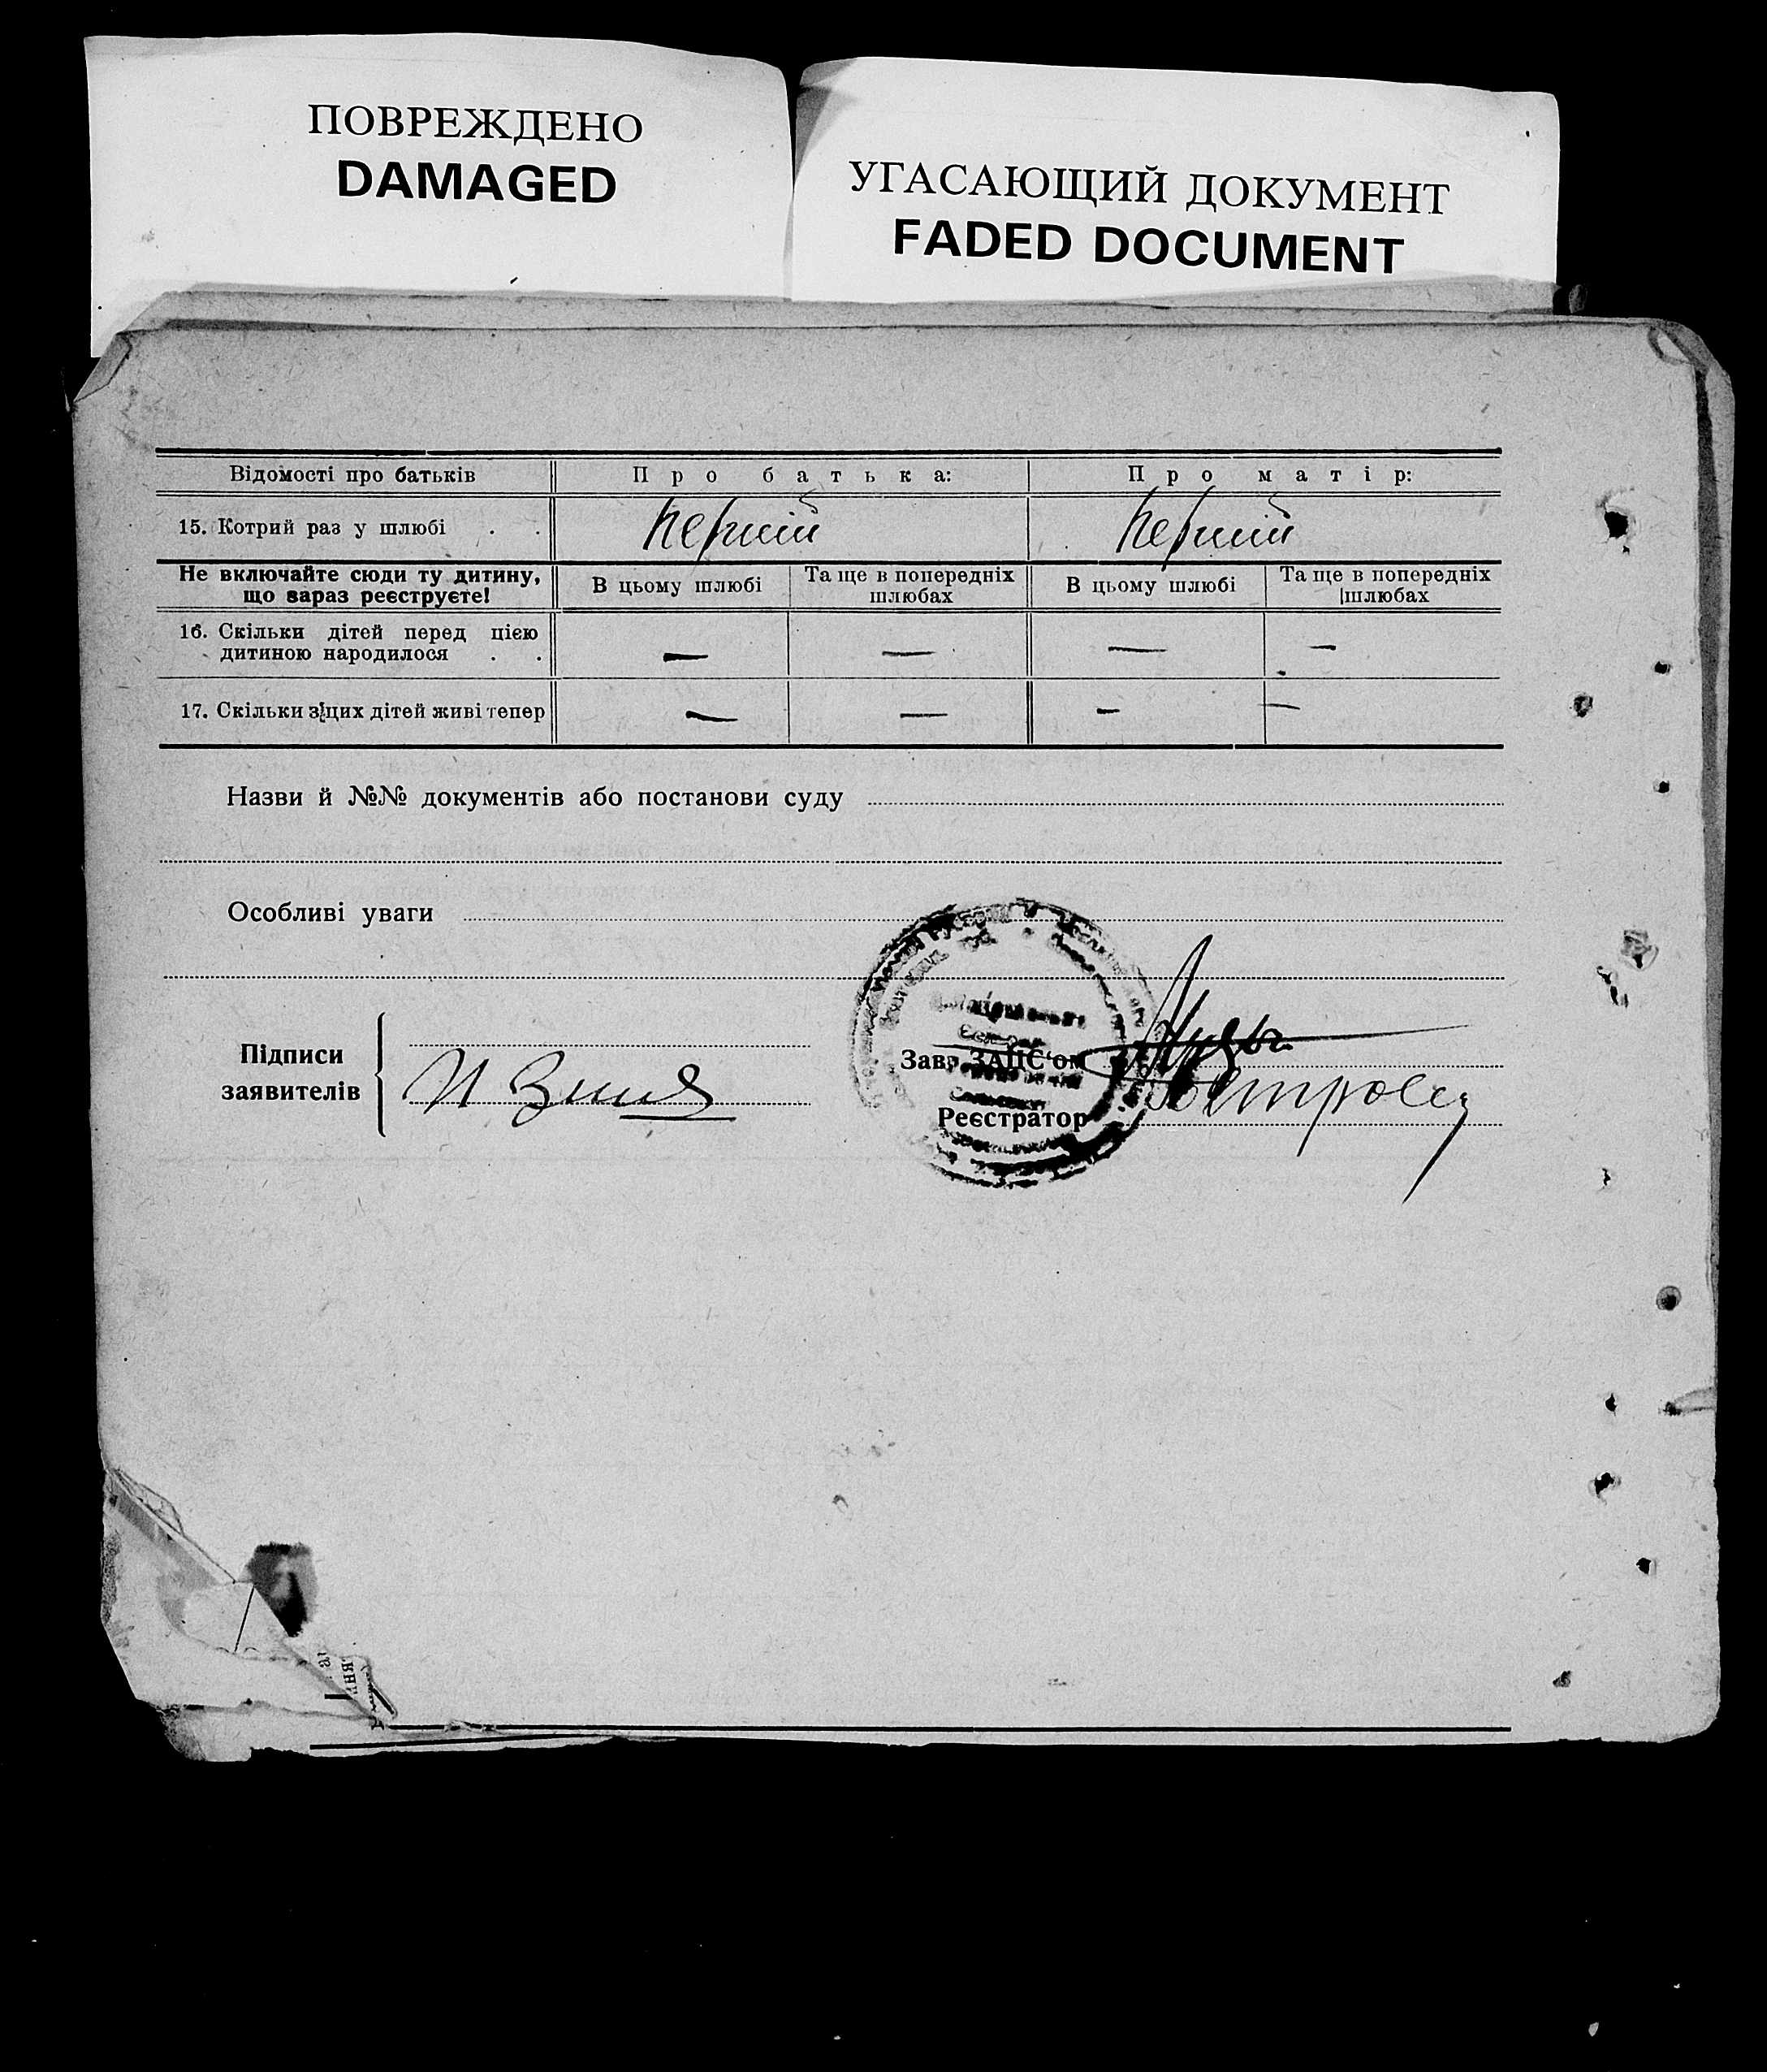 ПОВРЕЖДЕНО
DAMAGED
УГАСАЮЩИЙ ДОКУМЕНТ
FADED DOCUMENT
Відомості про батьків Про батька: Про матір:
15. Котрий раз у шлюбі . . перший перший
Не включайте сюди ту дитину, що зараз реєструєте! В цьому шлюбі Та ще в попередніх шлюбах В цьому шлюбі Та ще в попередніх шлюбах
16. Скільки дітей перед цією
дитиною народилося . . — — — —
17. Скільки з цих дітей живі тепер — — — —
Назви й №№ документів або постанови суду
Особливі уваги
Підписи
заявителів
Зав. ЗАЦС'ом
Реєстратор